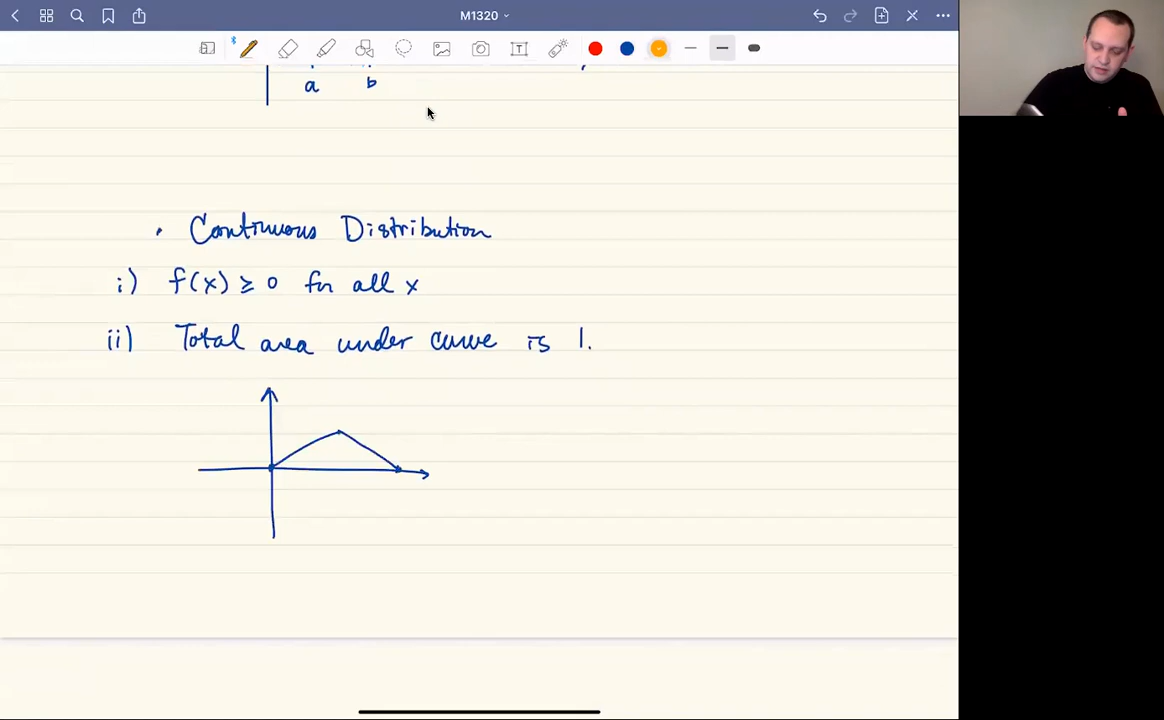 M1320
a b
· Continuous Distribution
i) f(x) ≥ 0 for all x
ii) Total area under curve is 1.